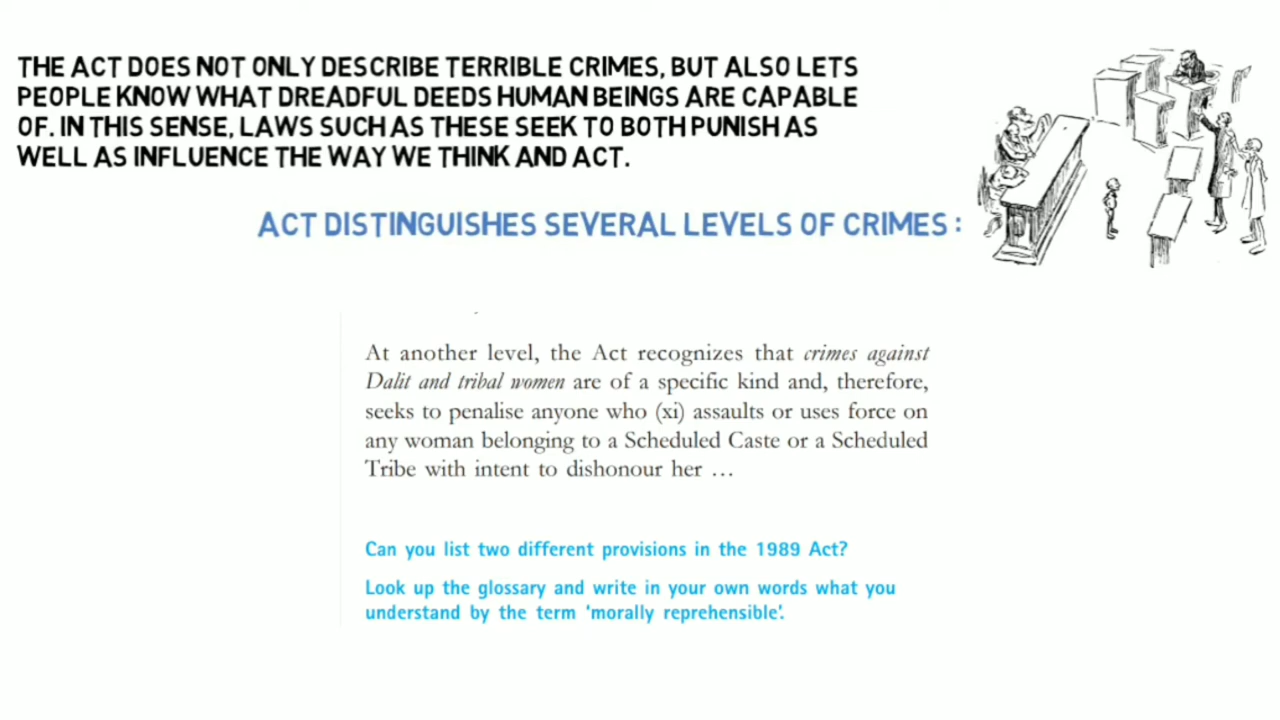 THE ACT DOES NOT ONLY DESCRIBE TERRIBLE CRIMES, BUT ALSO LETS
PEOPLE KNOW WHAT DREADFUL DEEDS HUMAN BEINGS ARE CAPABLE
OF. IN THIS SENSE, LAWS SUCH AS THESE SEEK TO BOTH PUNISH AS
WELL AS INFLUENCE THE WAY WE THINK AND ACT.
ACT DISTINGUISHES SEVERAL LEVELS OF CRIMES :
At another level, the Act recognizes that crimes against
Dalit and tribal women are of a specific kind and, therefore,
seeks to penalise anyone who (xi) assaults or uses force on
any woman belonging to a Scheduled Caste or a Scheduled
Tribe with intent to dishonour her …
Can you list two different provisions in the 1989 Act?
Look up the glossary and write in your own words what you
understand by the term 'morally reprehensible'.